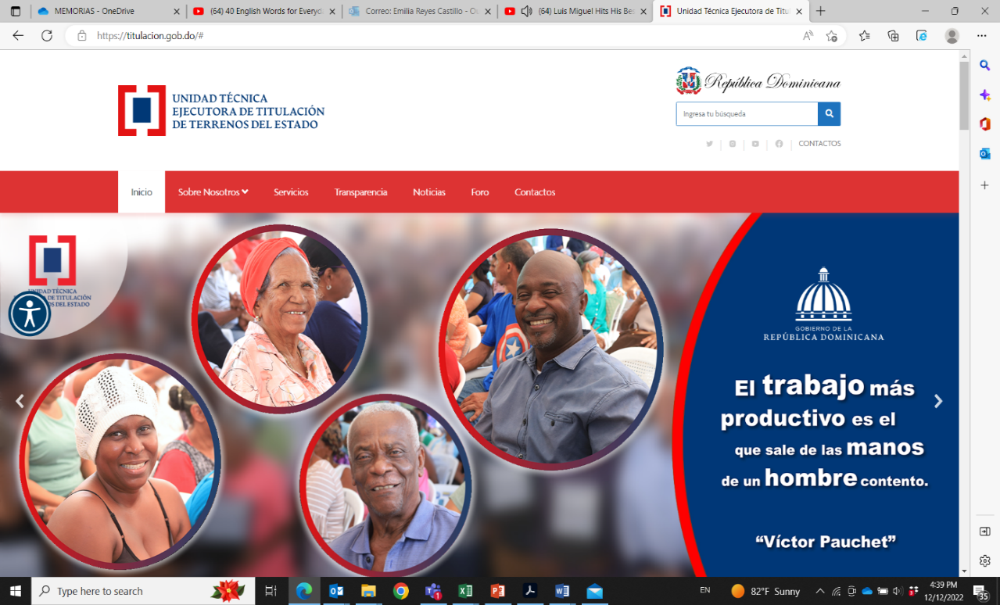 MEMORIAS - OneDrive
(64) 40 English Words for Everyda
Correo: Emilia Reyes Castillo - Ou
(64) Luis Miguel Hits His Bes
Unidad Técnica Ejecutora de Titul
https://titulacion.gob.do/#
UNIDAD TÉCNICA
EJECUTORA DE TITULACIÓN
DE TERRENOS DEL ESTADO
República Dominicana
Ingresa tu búsqueda
CONTACTOS
Inicio
Sobre Nosotros
Servicios
Transparencia
Noticias
Foro
Contactos
GOBIERNO DE LA
REPÚBLICA DOMINICANA
El trabajo más
productivo es el
que sale de las manos
de un hombre contento.
“Víctor Pauchet”
Type here to search
EN
82°F Sunny
4:39 PM
12/12/2022
35